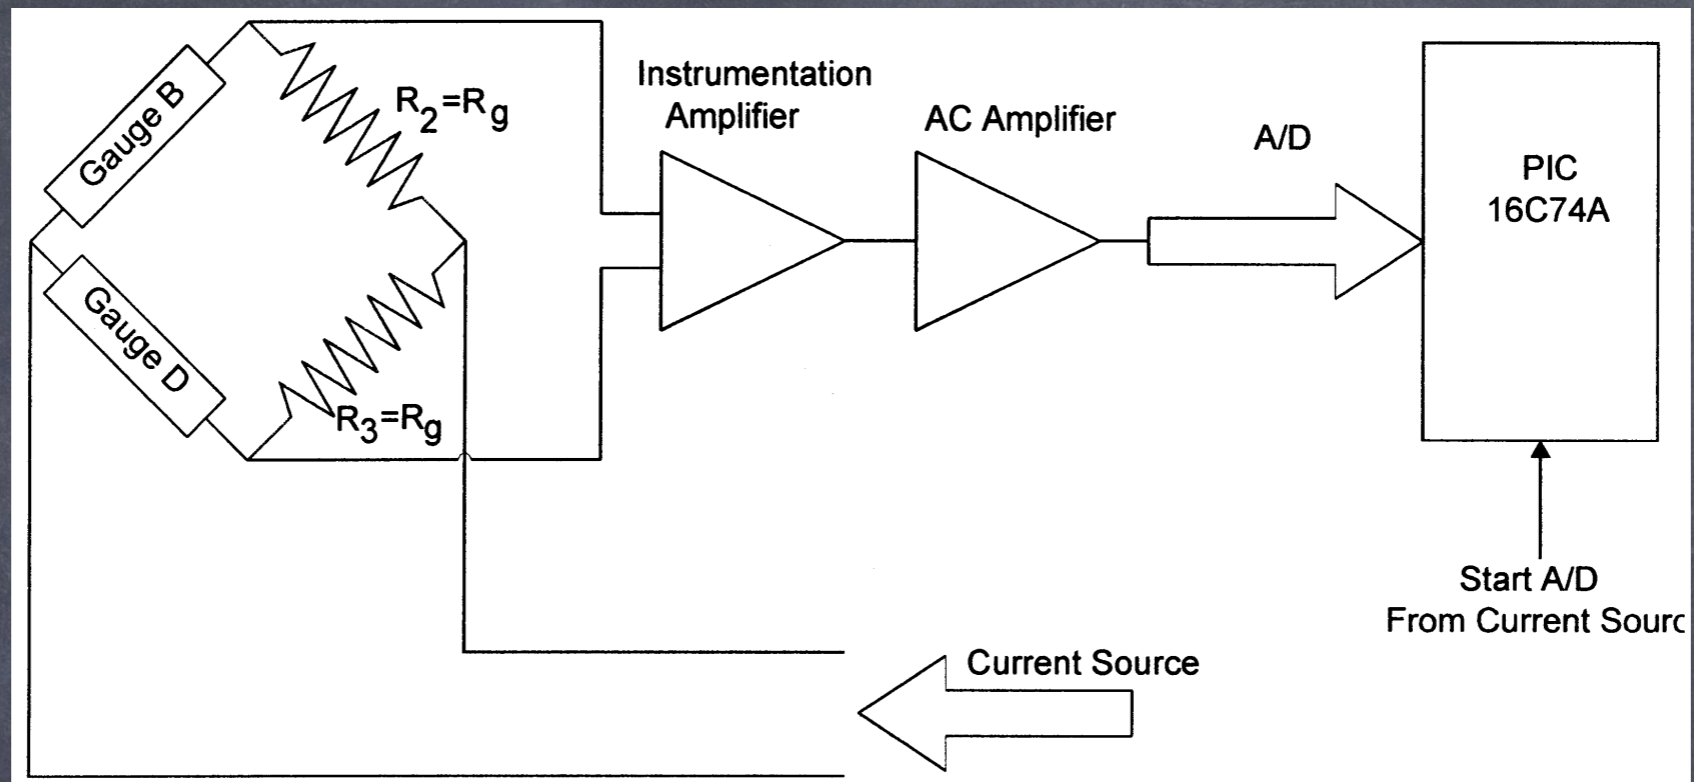 Gauge B
R2=Rg
Instrumentation
Amplifier
AC Amplifier
A/D
PIC
16C74A
Gauge D
R3=Rg
Start A/D
From Current Sourc
Current Source